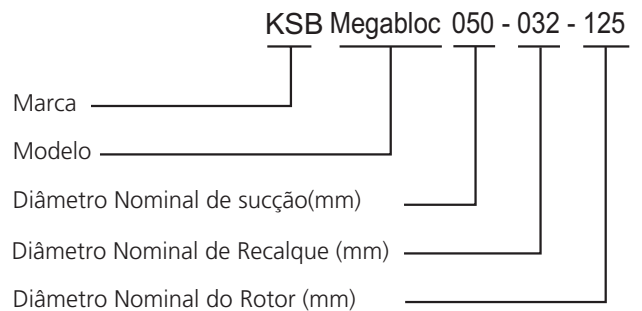 KSB Megabloc 050 - 032 - 125
Marca
Modelo
Diâmetro Nominal de sucção(mm)
Diâmetro Nominal de Recalque (mm)
Diâmetro Nominal do Rotor (mm)